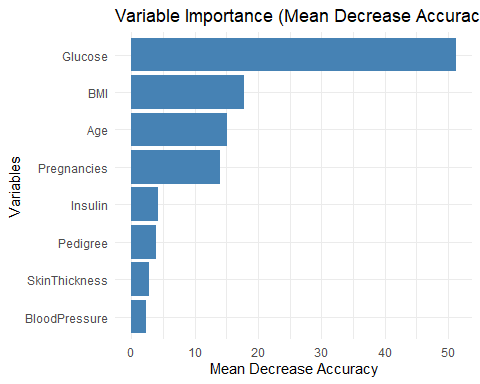 Variable Importance (Mean Decrease Accurac
Glucose
BMI
Age
Pregnancies
Insulin
Pedigree
SkinThickness
BloodPressure
Variables
0 10 20 30 40 50
Mean Decrease Accuracy